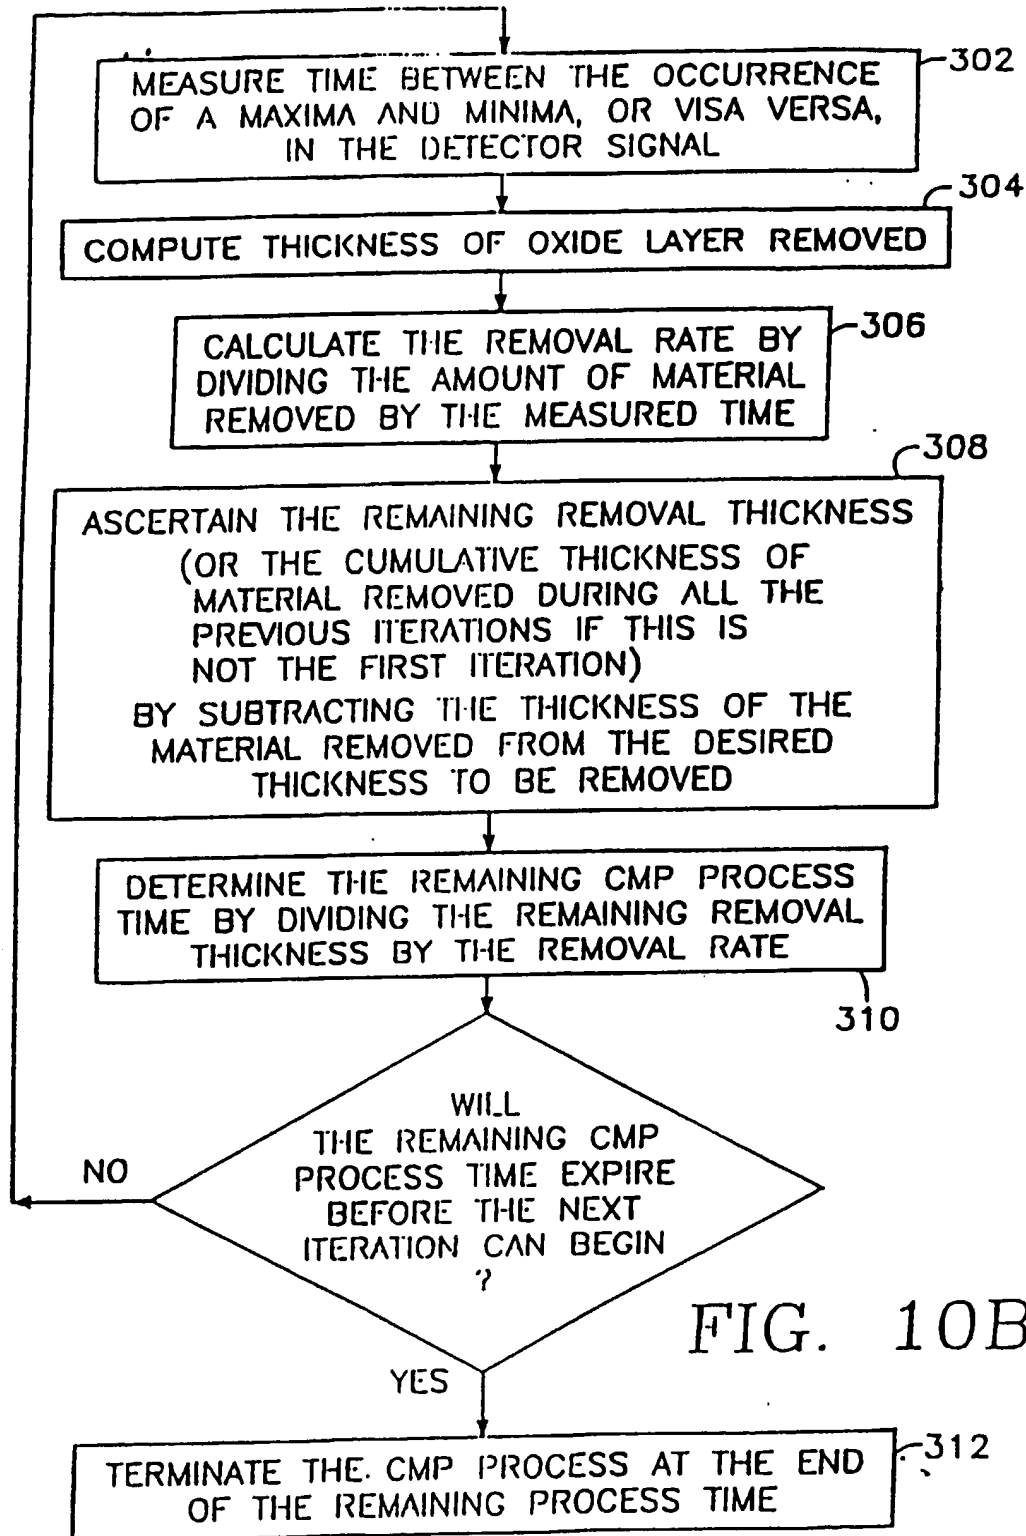 302
MEASURE TIME BETWEEN THE OCCURRENCE
OF A MAXIMA AND MINIMA, OR VISA VERSA,
IN THE DETECTOR SIGNAL
304
COMPUTE THICKNESS OF OXIDE LAYER REMOVED
306
CALCULATE THE REMOVAL RATE BY
DIVIDING THE AMOUNT OF MATERIAL
REMOVED BY THE MEASURED TIME
308
ASCERTAIN THE REMAINING REMOVAL THICKNESS
(OR THE CUMULATIVE THICKNESS OF
MATERIAL REMOVED DURING ALL THE
PREVIOUS ITERATIONS IF THIS IS
NOT THE FIRST ITERATION)
BY SUBTRACTING THE THICKNESS OF THE
MATERIAL REMOVED FROM THE DESIRED
THICKNESS TO BE REMOVED
DETERMINE THE REMAINING CMP PROCESS
TIME BY DIVIDING THE REMAINING REMOVAL
THICKNESS BY THE REMOVAL RATE
310
WILL
THE REMAINING CMP
PROCESS TIME EXPIRE
BEFORE THE NEXT
ITERATION CAN BEGIN
?
NO
YES
FIG. 10B
312
TERMINATE THE CMP PROCESS AT THE END
OF THE REMAINING PROCESS TIME